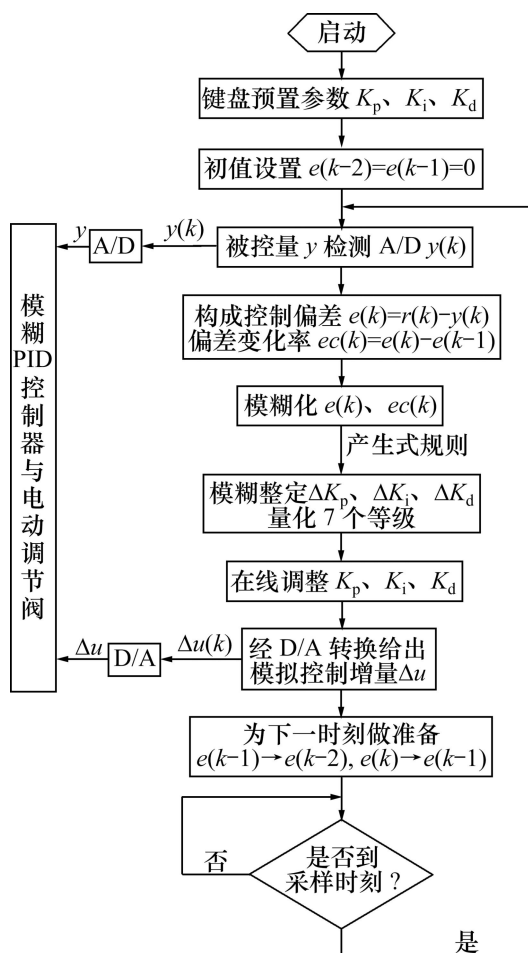 启动
键盘预置参数 Kp、Ki、Kd
初值设置 e(k−2)=e(k−1)=0
被控量 y 检测 A/D y(k)
y(k)
A/D
y
构成控制偏差 e(k)=r(k)−y(k)
偏差变化率 ec(k)=e(k)−e(k−1)
模糊化 e(k)、ec(k)
产生式规则
模糊整定ΔKp、ΔKi、ΔKd
量化 7 个等级
在线调整 Kp、Ki、Kd
经 D/A 转换给出
模拟控制增量Δu
Δu(k)
D/A
Δu
模糊PID控制器与电动调节阀
为下一时刻做准备
e(k−1)→e(k−2), e(k)→e(k−1)
是否到
采样时刻?
否
是